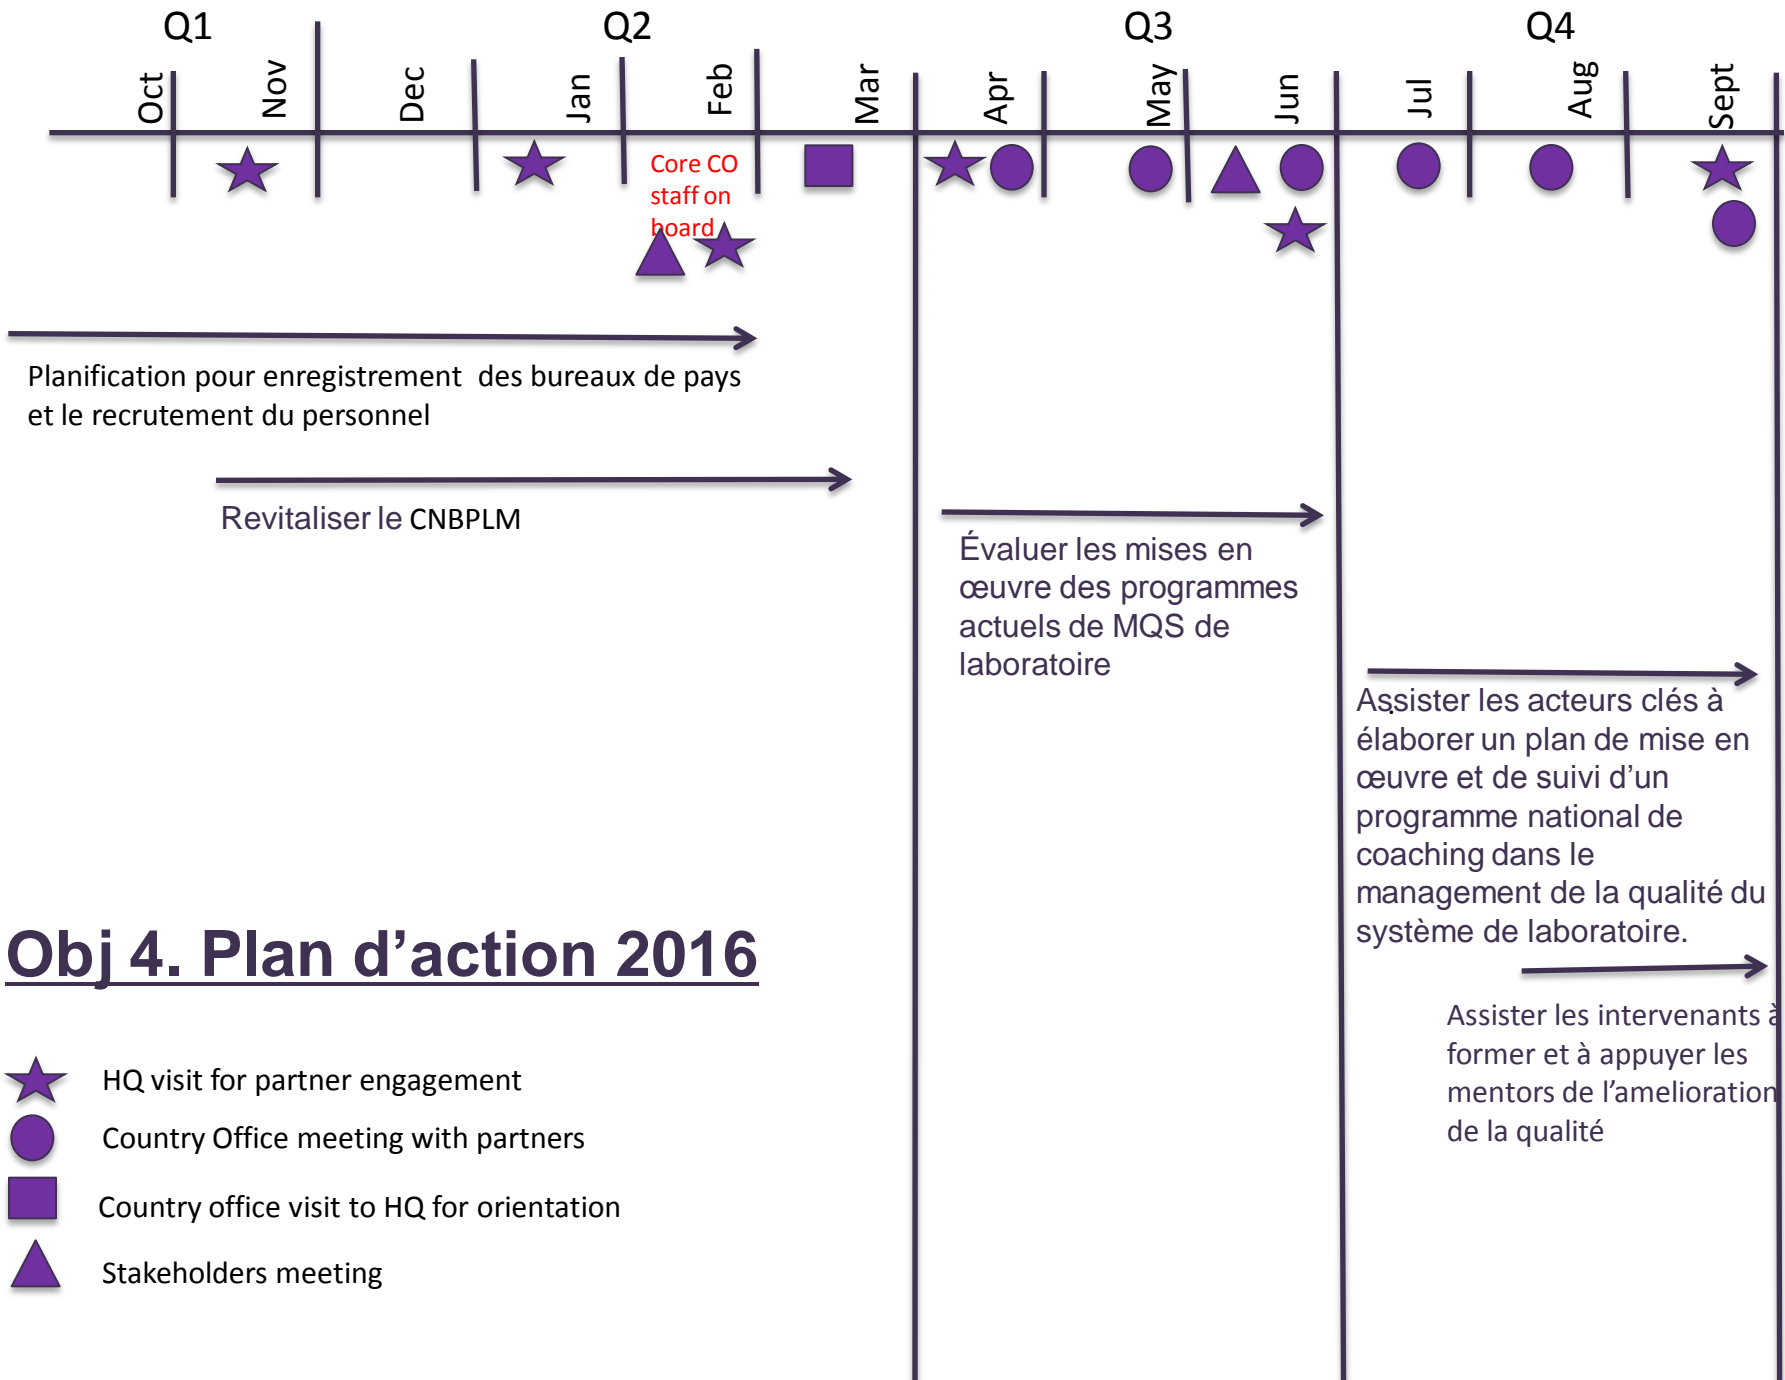 Q1
Q2
Q3
Q4
Oct
Nov
Dec
Jan
Feb
Mar
Apr
May
Jun
Jul
Aug
Sept
Core CO
staff on
board
Planification pour enregistrement des bureaux de pays
et le recrutement du personnel
Revitaliser le CNBPLM
Évaluer les mises en
œuvre des programmes
actuels de MQS de
laboratoire
Assister les acteurs clés à
élaborer un plan de mise en
œuvre et de suivi d’un
programme national de
coaching dans le
management de la qualité du
système de laboratoire.
.
Assister les intervenants à
former et à appuyer les
mentors de l’amelioration
de la qualité
Obj 4. Plan d’action 2016
HQ visit for partner engagement
Country Office meeting with partners
Country office visit to HQ for orientation
Stakeholders meeting